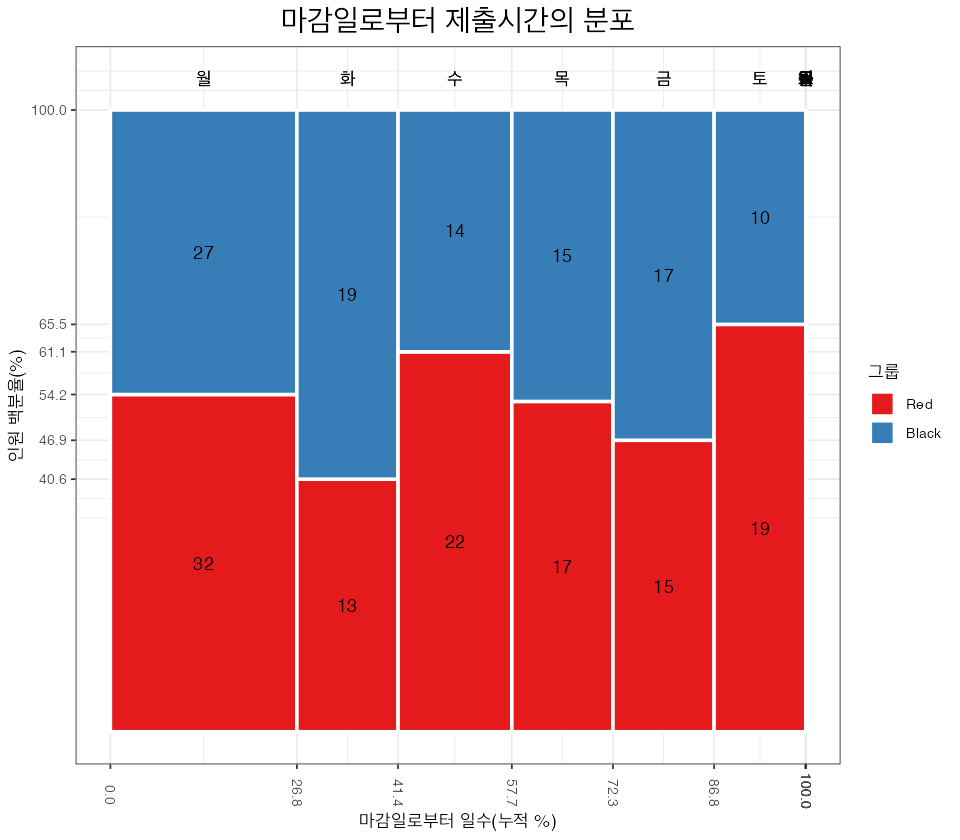 마감일로부터 제출시간의 분포
월 화 수 목 금 토
100.0
65.5
61.1
54.2
46.9
40.6
인원 백분율(%)
27 19 14 15 17 10
32 13 22 17 15 19
0.0 26.8 41.4 57.7 72.3 86.8 100.0
마감일로부터 일수(누적 %)
그룹
Red
Black